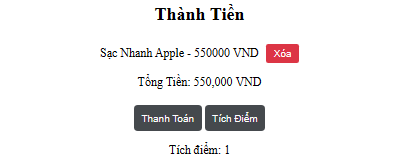 Thành Tiền
Sạc Nhanh Apple - 550000 VND Xóa
Tổng Tiền: 550,000 VND
Thanh Toán Tích Điểm
Tích điểm: 1